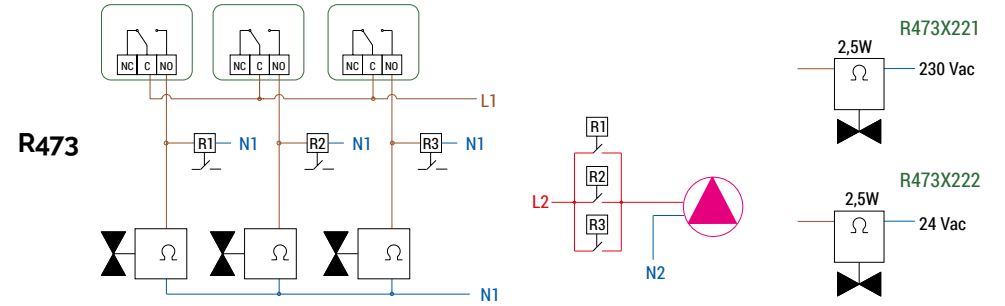 NC C NO
NC C NO
NC C NO
L1
R473
R1 N1
R2 N1
R3 N1
Ω
Ω
Ω
N1
R1
R2
R3
L2
N2
R473X221
2,5W
Ω
230 Vac
R473X222
2,5W
Ω
24 Vac